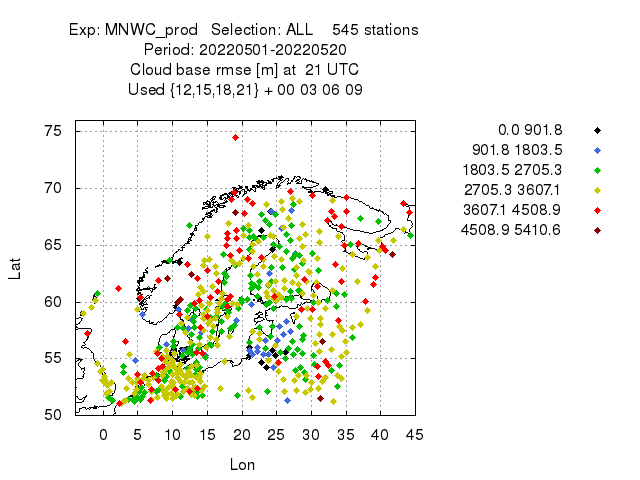 Exp: MNWC_prod   Selection: ALL    545 stations
Period: 20220501-20220520
Cloud base rmse [m] at  21 UTC
Used {12,15,18,21} + 00 03 06 09
0.0 901.8
901.8 1803.5
1803.5 2705.3
2705.3 3607.1
3607.1 4508.9
4508.9 5410.6
75
70
65
60
55
50
Lat
0 5 10 15 20 25 30 35 40 45
Lon